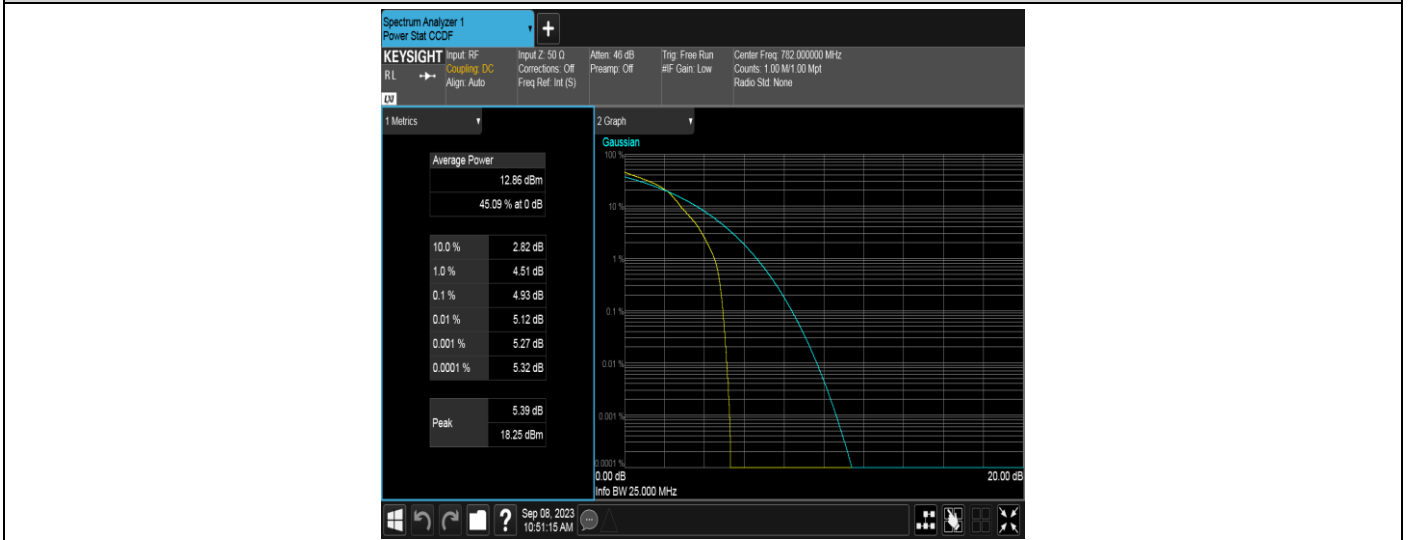 Spectrum Analyzer 1
Power Stat CCDF
+
KEYSIGHT
RL
LXI
Input: RF
Coupling: DC
Align: Auto
Input Z: 50 Ω
Corrections: Off
Freq Ref: Int (S)
Atten: 46 dB
Preamp: Off
Trig: Free Run
#IF Gain: Low
Center Freq: 782.000000 MHz
Counts: 1.00 M/1.00 Mpt
Radio Std: None
1 Metrics
Average Power
12.86 dBm
45.09 % at 0 dB
10.0 % 2.82 dB
1.0 % 4.51 dB
0.1 % 4.93 dB
0.01 % 5.12 dB
0.001 % 5.27 dB
0.0001 % 5.32 dB
Peak
5.39 dB
18.25 dBm
2 Graph
Gaussian
100 %
10 %
1 %
0.1 %
0.01 %
0.001 %
0.0001 %
0.00 dB 20.00 dB
Info BW 25.000 MHz
?
Sep 08, 2023
10:51:15 AM